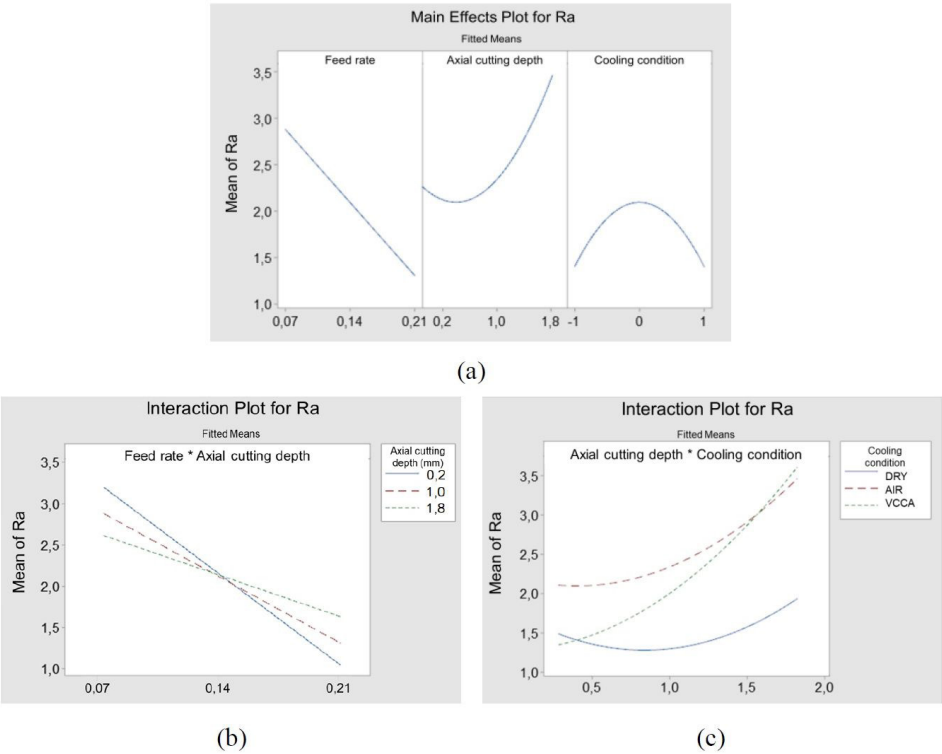 Main Effects Plot for Ra
Fitted Means
Feed rate
Axial cutting depth
Cooling condition
Mean of Ra
3,5
3,0
2,5
2,0
1,5
1,0
0,07
0,14
0,21
0,2
1,0
1,8
-1
0
1
(a)
Interaction Plot for Ra
Fitted Means
Feed rate * Axial cutting depth
Mean of Ra
3,5
3,0
2,5
2,0
1,5
1,0
0,07
0,14
0,21
Axial cutting
depth (mm)
0,2
1,0
1,8
(b)
Interaction Plot for Ra
Fitted Means
Axial cutting depth * Cooling condition
Mean of Ra
3,5
3,0
2,5
2,0
1,5
1,0
0,5
1,0
1,5
2,0
Cooling
condition
DRY
AIR
VCCA
(c)